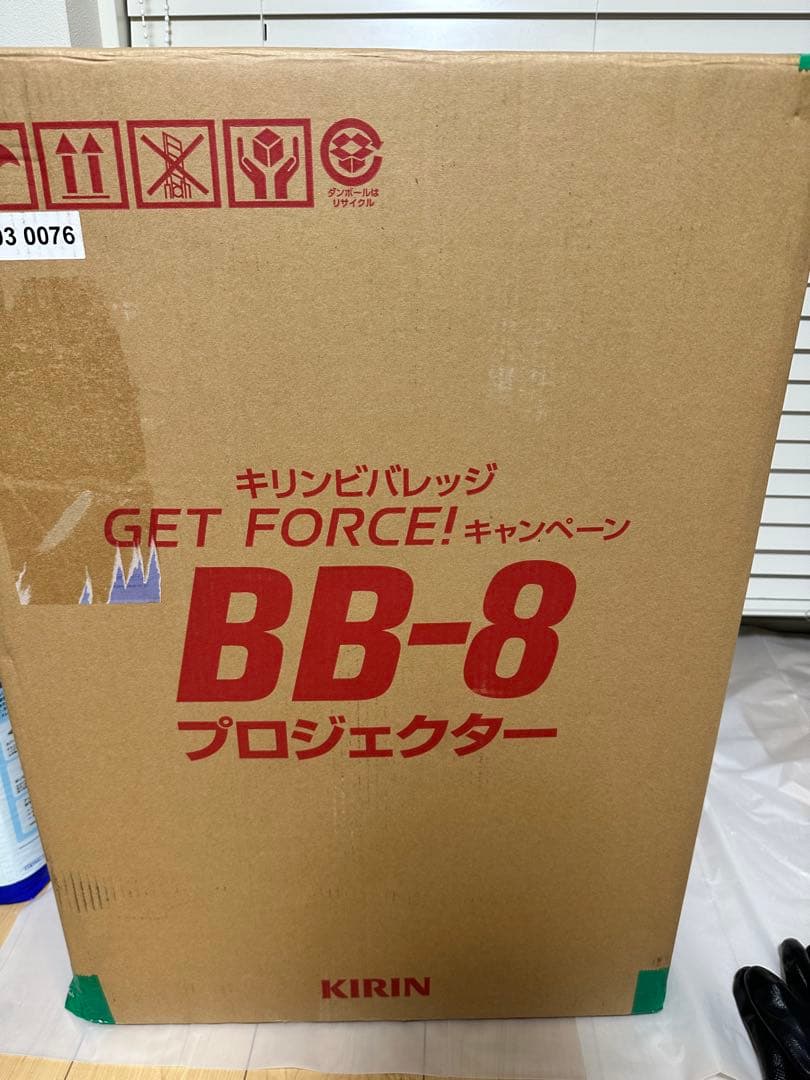 ダンボールは
リサイクル
03 0076
キリンビバレッジ
GET FORCE! キャンペーン
BB-8
プロジェクター
KIRIN